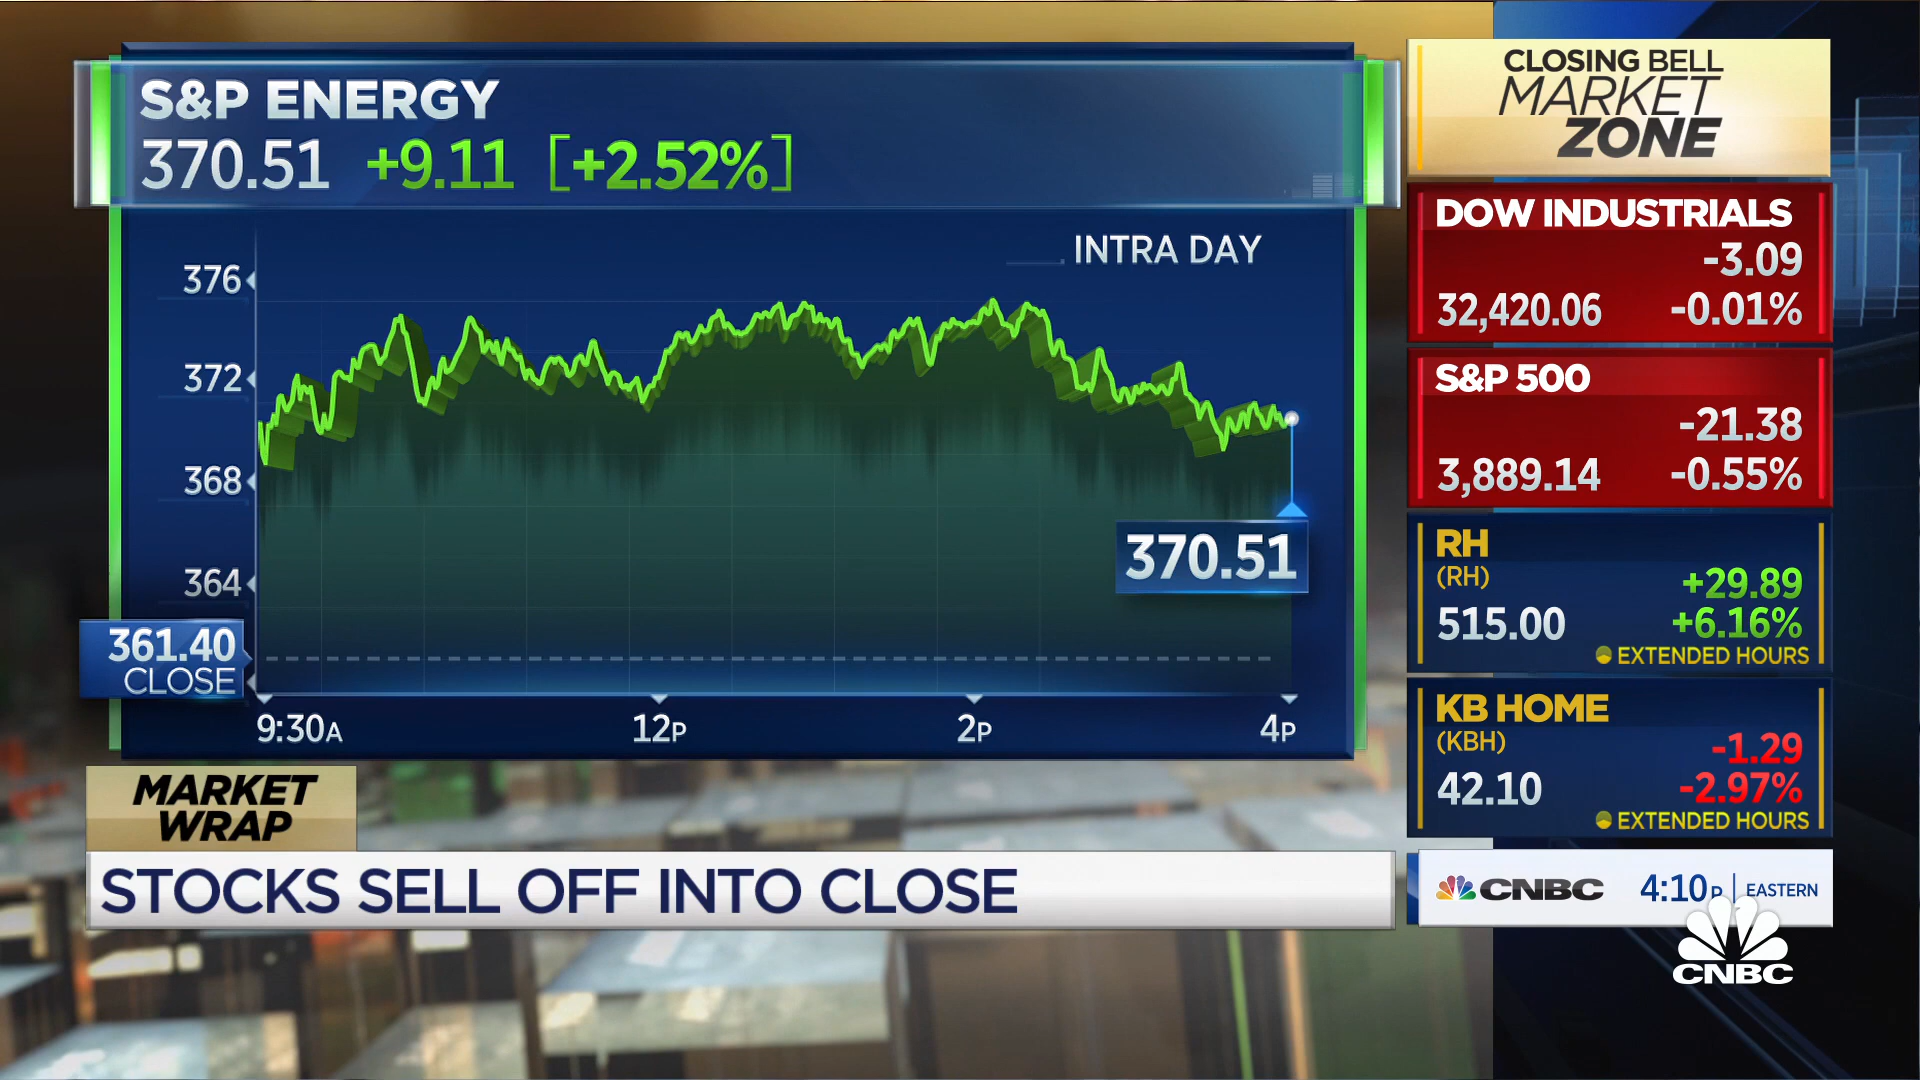 S&P ENERGY
370.51 +9.11 [+2.52%]
INTRA DAY
376
372
368
364
361.40
CLOSE
370.51
9:30A 12P 2P 4P
MARKET
WRAP
STOCKS SELL OFF INTO CLOSE
CLOSING BELL
MARKET
ZONE
DOW INDUSTRIALS
-3.09
32,420.06 -0.01%
S&P 500
-21.38
3,889.14 -0.55%
RH
(RH)
+29.89
515.00 +6.16%
EXTENDED HOURS
KB HOME
(KBH)
-1.29
42.10 -2.97%
EXTENDED HOURS
CNBC 4:10P EASTERN
CNBC